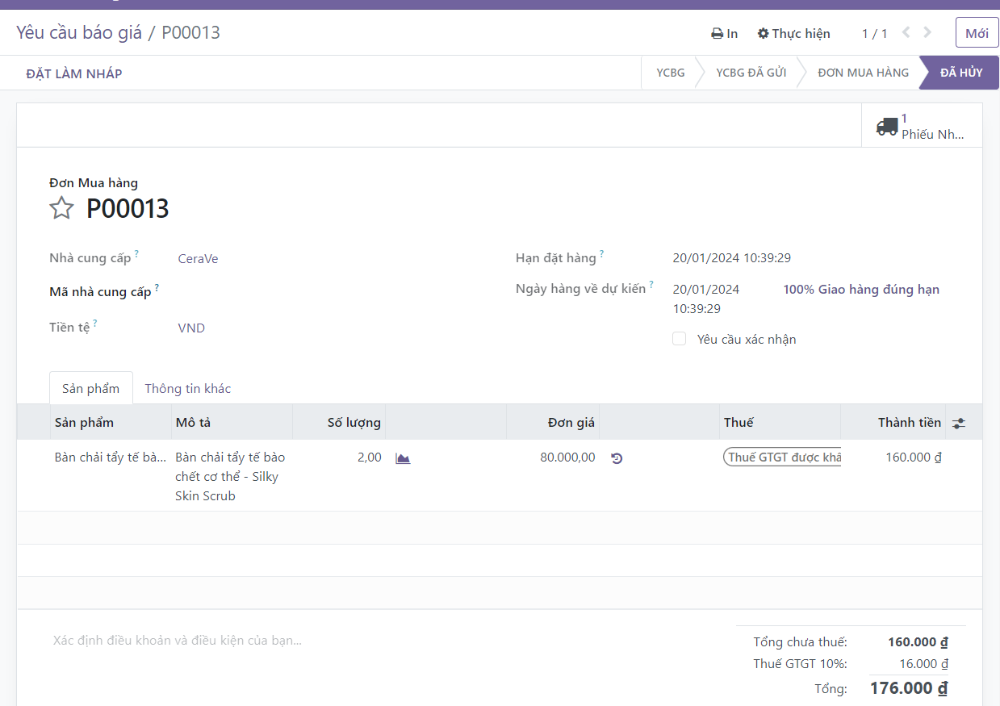 Yêu cầu báo giá / P00013
In
Thực hiện
1 / 1
Mới
ĐẶT LÀM NHÁP
YCBG
YCBG ĐÃ GỬI
ĐƠN MUA HÀNG
ĐÃ HỦY
1
Phiếu Nh...
Đơn Mua hàng
P00013
Nhà cung cấp ?
CeraVe
Mã nhà cung cấp ?
Tiền tệ ?
VND
Hạn đặt hàng ?
20/01/2024 10:39:29
Ngày hàng về dự kiến ?
20/01/2024
10:39:29
100% Giao hàng đúng hạn
Yêu cầu xác nhận
Sản phẩm
Thông tin khác
Sản phẩm
Mô tả
Số lượng
Đơn giá
Thuế
Thành tiền
Bàn chải tẩy tế bà...
Bàn chải tẩy tế bào
chết cơ thể - Silky
Skin Scrub
2,00
80.000,00
Thuế GTGT được khấ
160.000 ₫
Xác định điều khoản và điều kiện của bạn...
Tổng chưa thuế:
160.000 ₫
Thuế GTGT 10%:
16.000 ₫
Tổng:
176.000 ₫